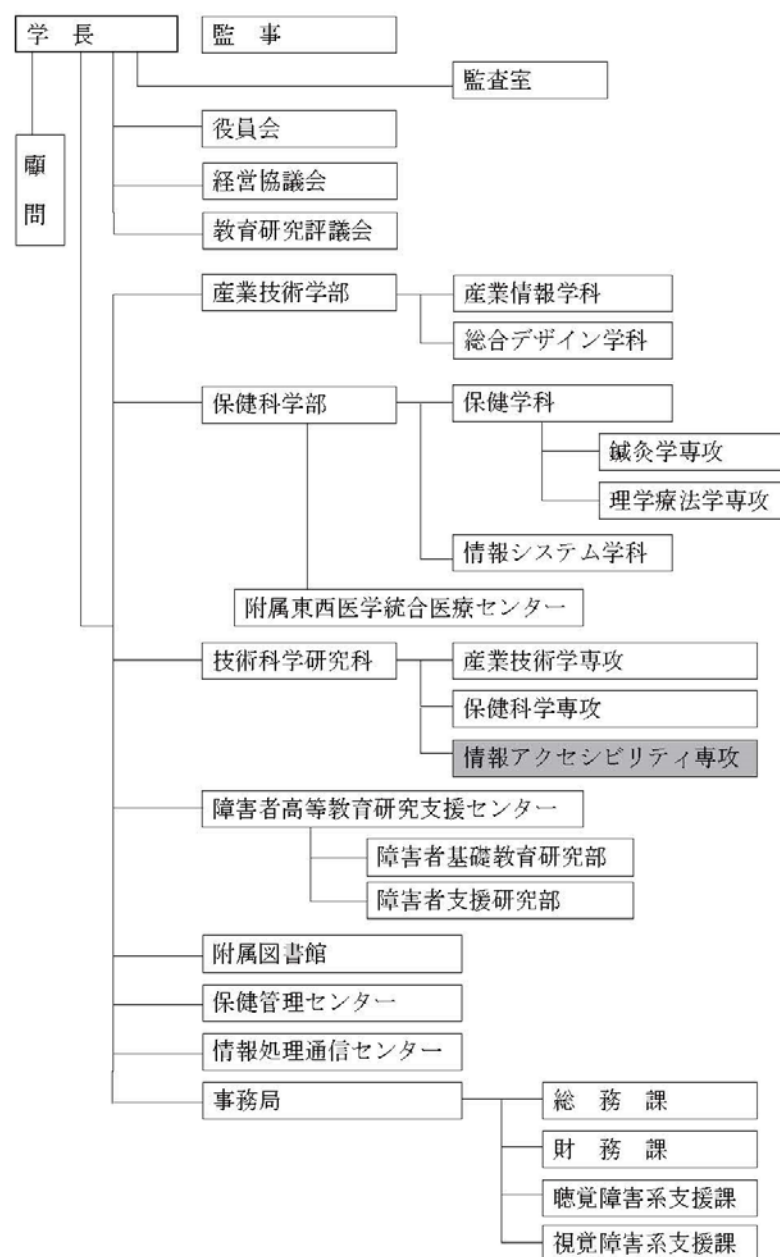 学　長
監　事
監査室
役員会
顧問
経営協議会
教育研究評議会
産業技術学部
産業情報学科
総合デザイン学科
保健科学部
保健学科
鍼灸学専攻
理学療法学専攻
情報システム学科
附属東西医学統合医療センター
技術科学研究科
産業技術学専攻
保健科学専攻
情報アクセシビリティ専攻
障害者高等教育研究支援センター
障害者基礎教育研究部
障害者支援研究部
附属図書館
保健管理センター
情報処理通信センター
事務局
総　務　課
財　務　課
聴覚障害系支援課
視覚障害系支援課